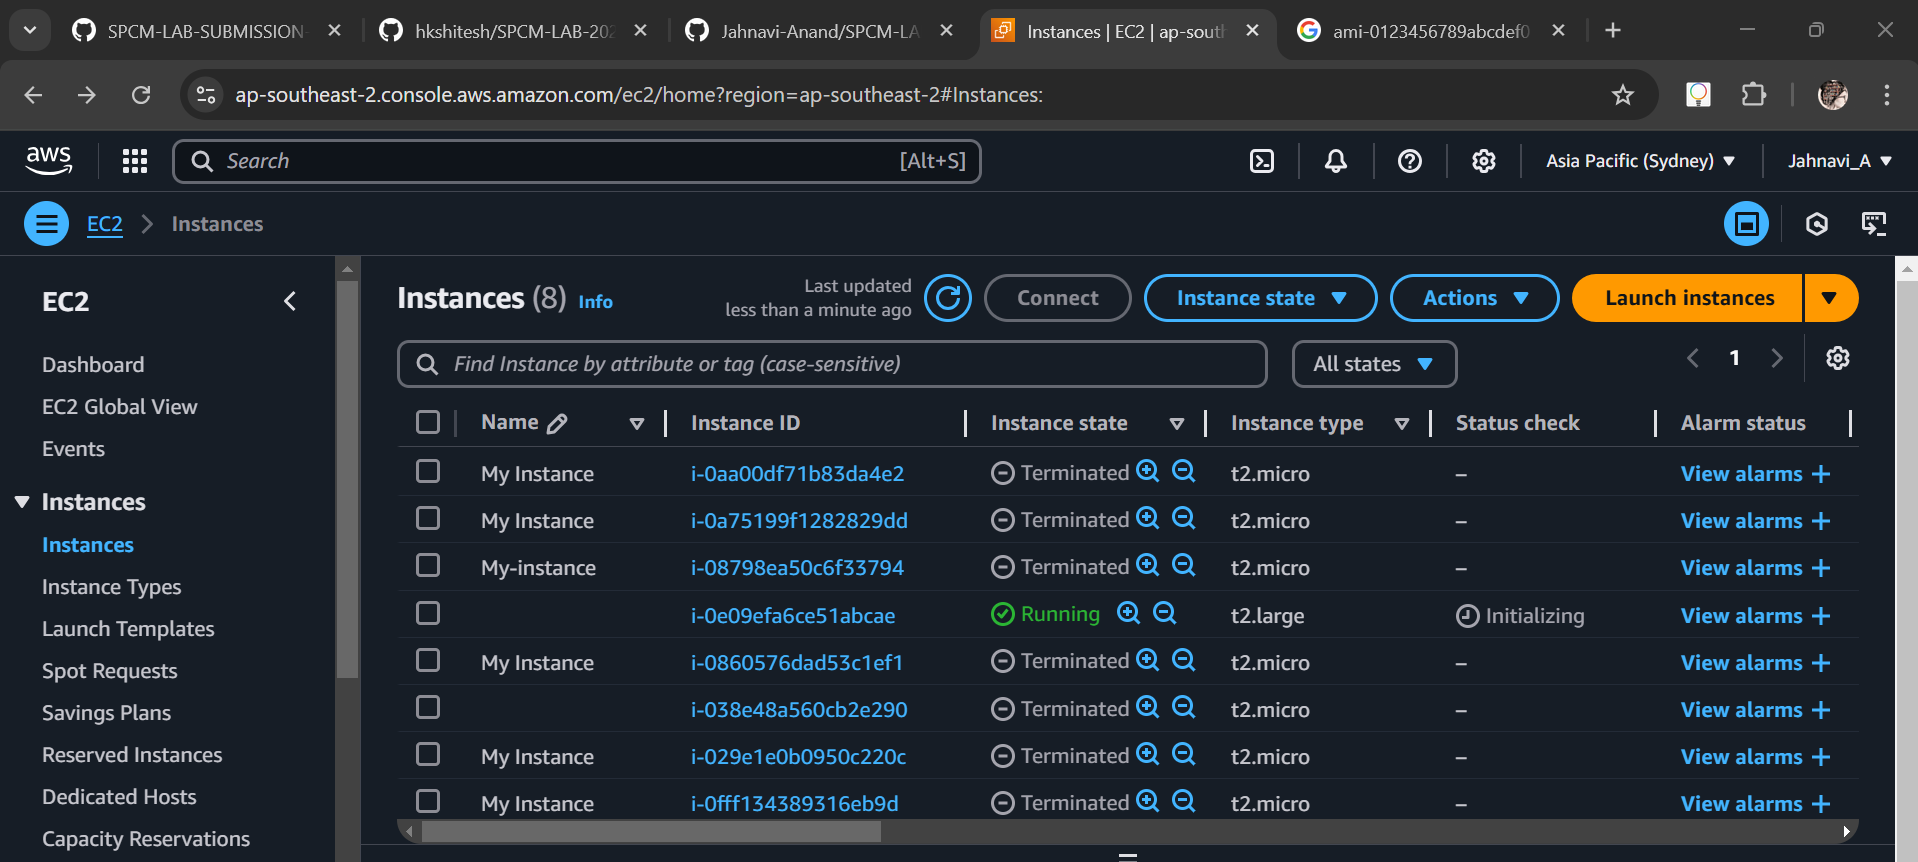 SPCM-LAB-SUBMISSION-
hkshitesh/SPCM-LAB-202
Jahnavi-Anand/SPCM-LA
Instances | EC2 | ap-south
ami-0123456789abcdef0
ap-southeast-2.console.aws.amazon.com/ec2/home?region=ap-southeast-2#Instances:
aws
Search
[Alt+S]
Asia Pacific (Sydney)
Jahnavi_A
EC2 > Instances
EC2
Dashboard
EC2 Global View
Events
Instances
Instances
Instance Types
Launch Templates
Spot Requests
Savings Plans
Reserved Instances
Dedicated Hosts
Capacity Reservations
Instances (8) Info
Last updated
less than a minute ago
Connect
Instance state
Actions
Launch instances
Find Instance by attribute or tag (case-sensitive)
All states
1
Name Instance ID Instance state Instance type Status check Alarm status
My Instance i-0aa00df71b83da4e2 Terminated t2.micro – View alarms +
My Instance i-0a75199f1282829dd Terminated t2.micro – View alarms +
My-instance i-08798ea50c6f33794 Terminated t2.micro – View alarms +
i-0e09efa6ce51abcae Running t2.large Initializing View alarms +
My Instance i-0860576dad53c1ef1 Terminated t2.micro – View alarms +
i-038e48a560cb2e290 Terminated t2.micro – View alarms +
My Instance i-029e1e0b0950c220c Terminated t2.micro – View alarms +
My Instance i-0fff134389316eb9d Terminated t2.micro – View alarms +